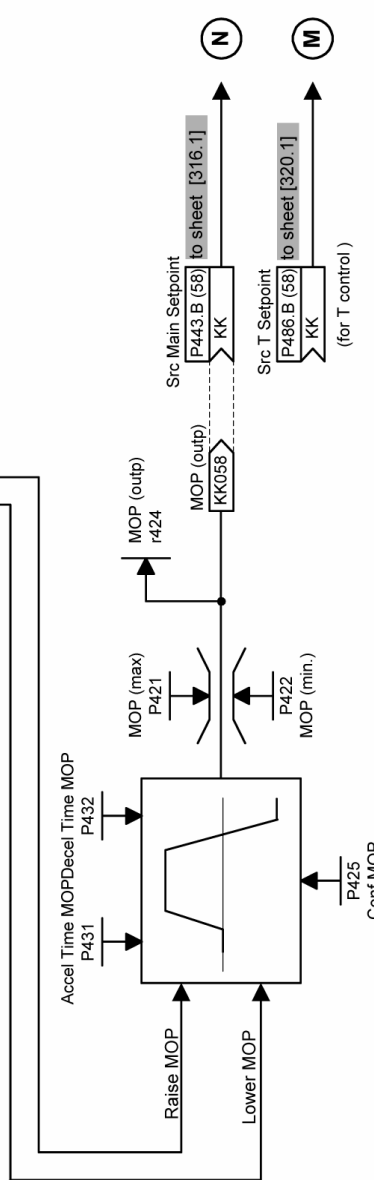 N
M
to sheet [316.1]
to sheet [320.1]
Src Main Setpoint
P443.B (58)
KK
Src T Setpoint
P486.B (58)
KK
(for T control )
MOP (outp)
KK058
MOP (outp)
r424
MOP (max)
P421
P422
MOP (min.)
Accel Time MOP
P431
Decel Time MOP
P432
P425
Conf MOP
Raise MOP
Lower MOP